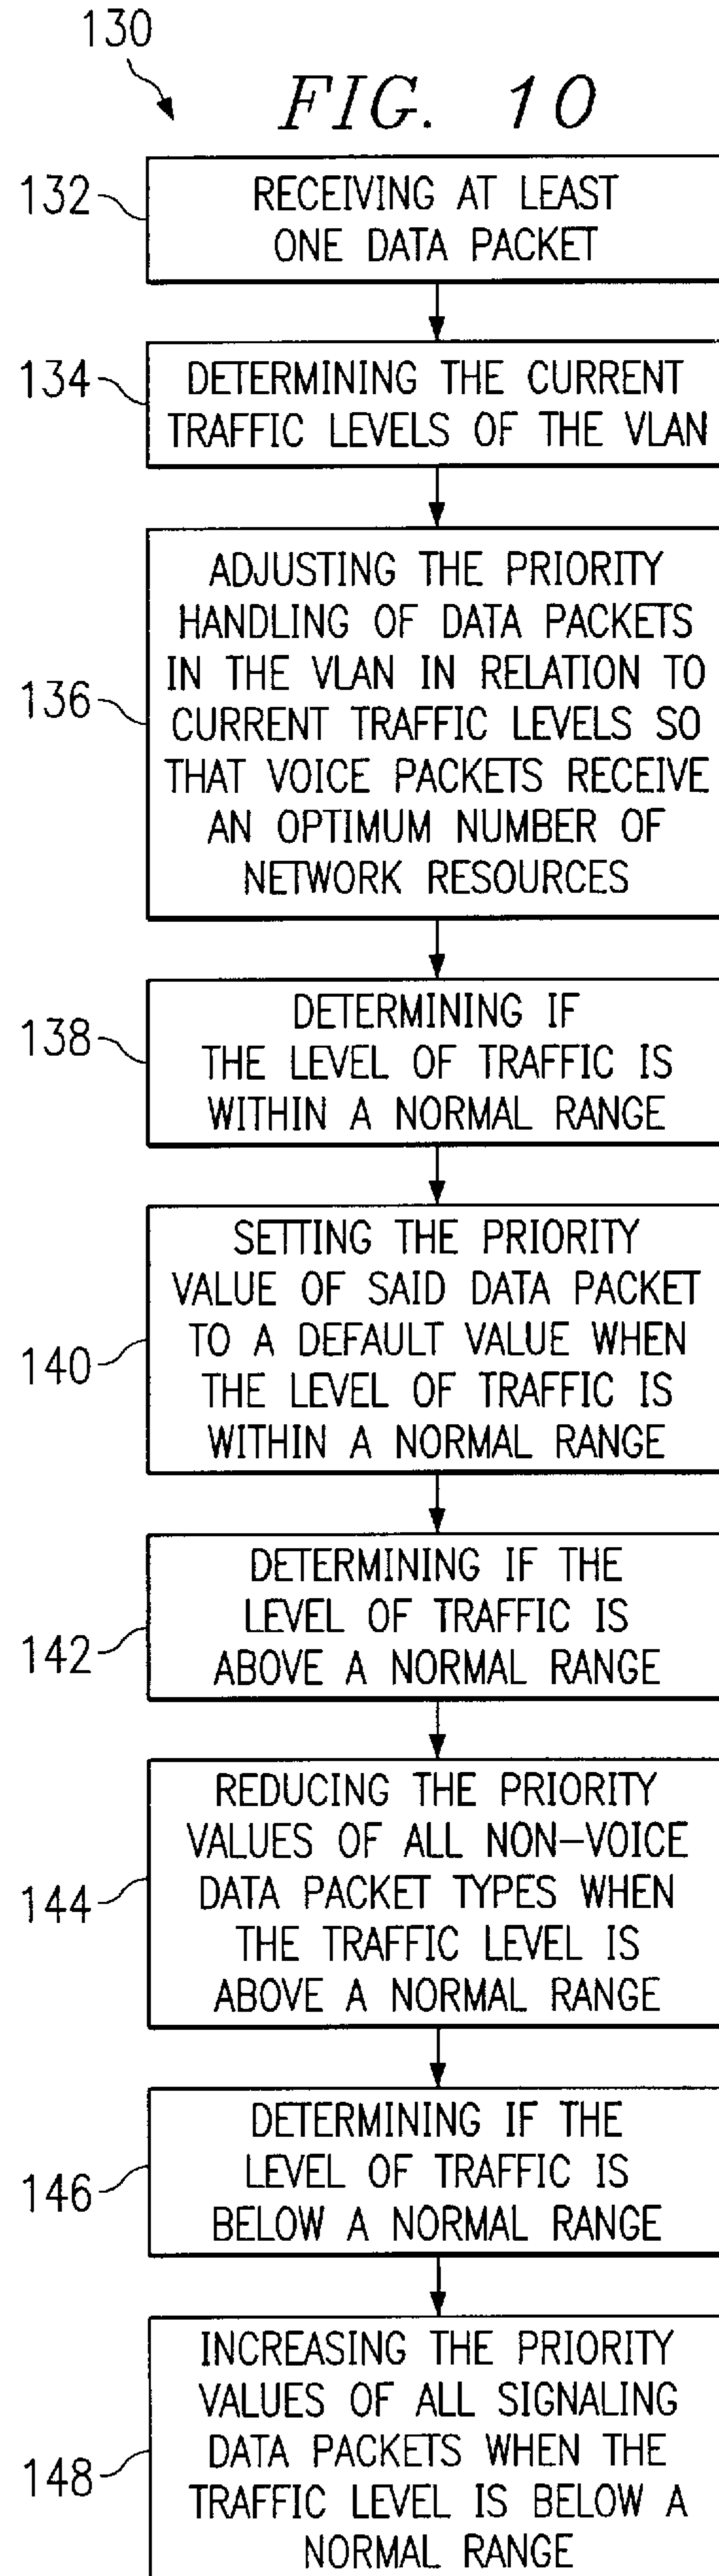 130
FIG. 10
132
RECEIVING AT LEAST
ONE DATA PACKET
134
DETERMINING THE CURRENT
TRAFFIC LEVELS OF THE VLAN
136
ADJUSTING THE PRIORITY
HANDLING OF DATA PACKETS
IN THE VLAN IN RELATION TO
CURRENT TRAFFIC LEVELS SO
THAT VOICE PACKETS RECEIVE
AN OPTIMUM NUMBER OF
NETWORK RESOURCES
138
DETERMINING IF
THE LEVEL OF TRAFFIC IS
WITHIN A NORMAL RANGE
140
SETTING THE PRIORITY
VALUE OF SAID DATA PACKET
TO A DEFAULT VALUE WHEN
THE LEVEL OF TRAFFIC IS
WITHIN A NORMAL RANGE
142
DETERMINING IF THE
LEVEL OF TRAFFIC IS
ABOVE A NORMAL RANGE
144
REDUCING THE PRIORITY
VALUES OF ALL NON-VOICE
DATA PACKET TYPES WHEN
THE TRAFFIC LEVEL IS
ABOVE A NORMAL RANGE
146
DETERMINING IF THE
LEVEL OF TRAFFIC IS
BELOW A NORMAL RANGE
148
INCREASING THE PRIORITY
VALUES OF ALL SIGNALING
DATA PACKETS WHEN THE
TRAFFIC LEVEL IS BELOW A
NORMAL RANGE